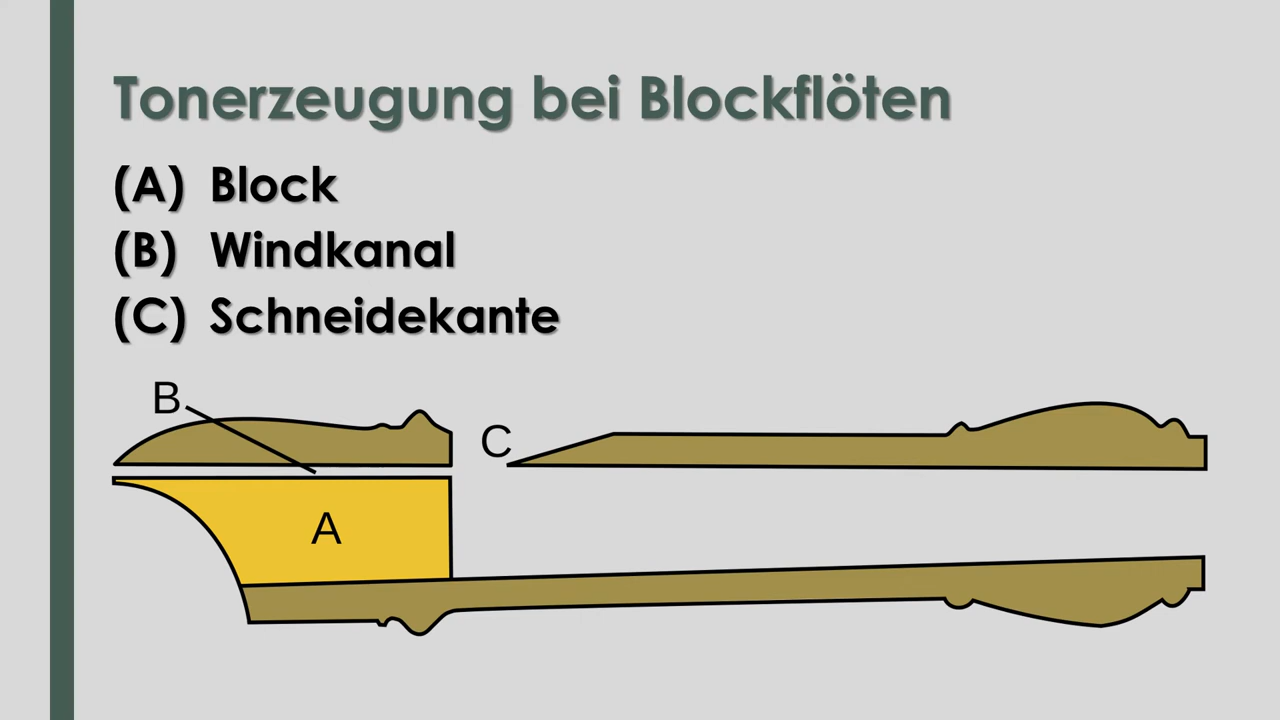 Tonerzeugung bei Blockflöten
(A) Block
(B) Windkanal
(C) Schneidekante
B
C
A